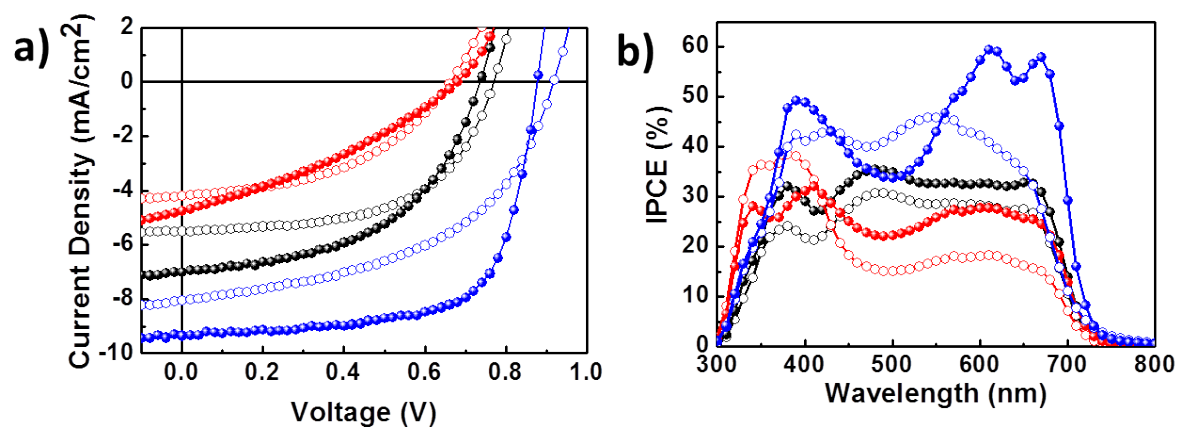 a)
Current Density (mA/cm²)
2
0
-2
-4
-6
-8
-10
0.0 0.2 0.4 0.6 0.8 1.0
Voltage (V)
b)
IPCE (%)
60
50
40
30
20
10
0
300 400 500 600 700 800
Wavelength (nm)